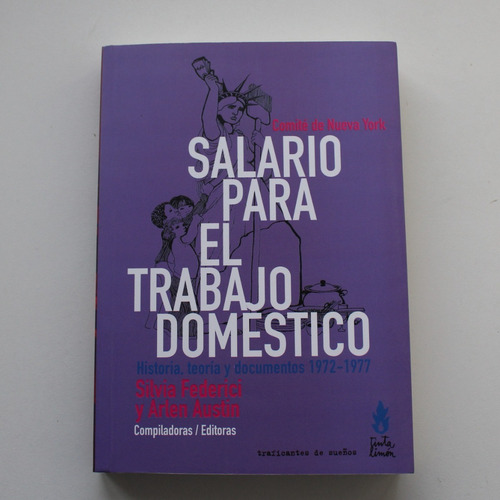 Comité de Nueva York
SALARIO
PARA
EL
TRABAJO
DOMÉSTICO
Historia, teoría y documentos 1972-1977
Silvia Federici
y Arlen Austin
Compiladoras / Editoras
traficantes de sueños
tinta
limón